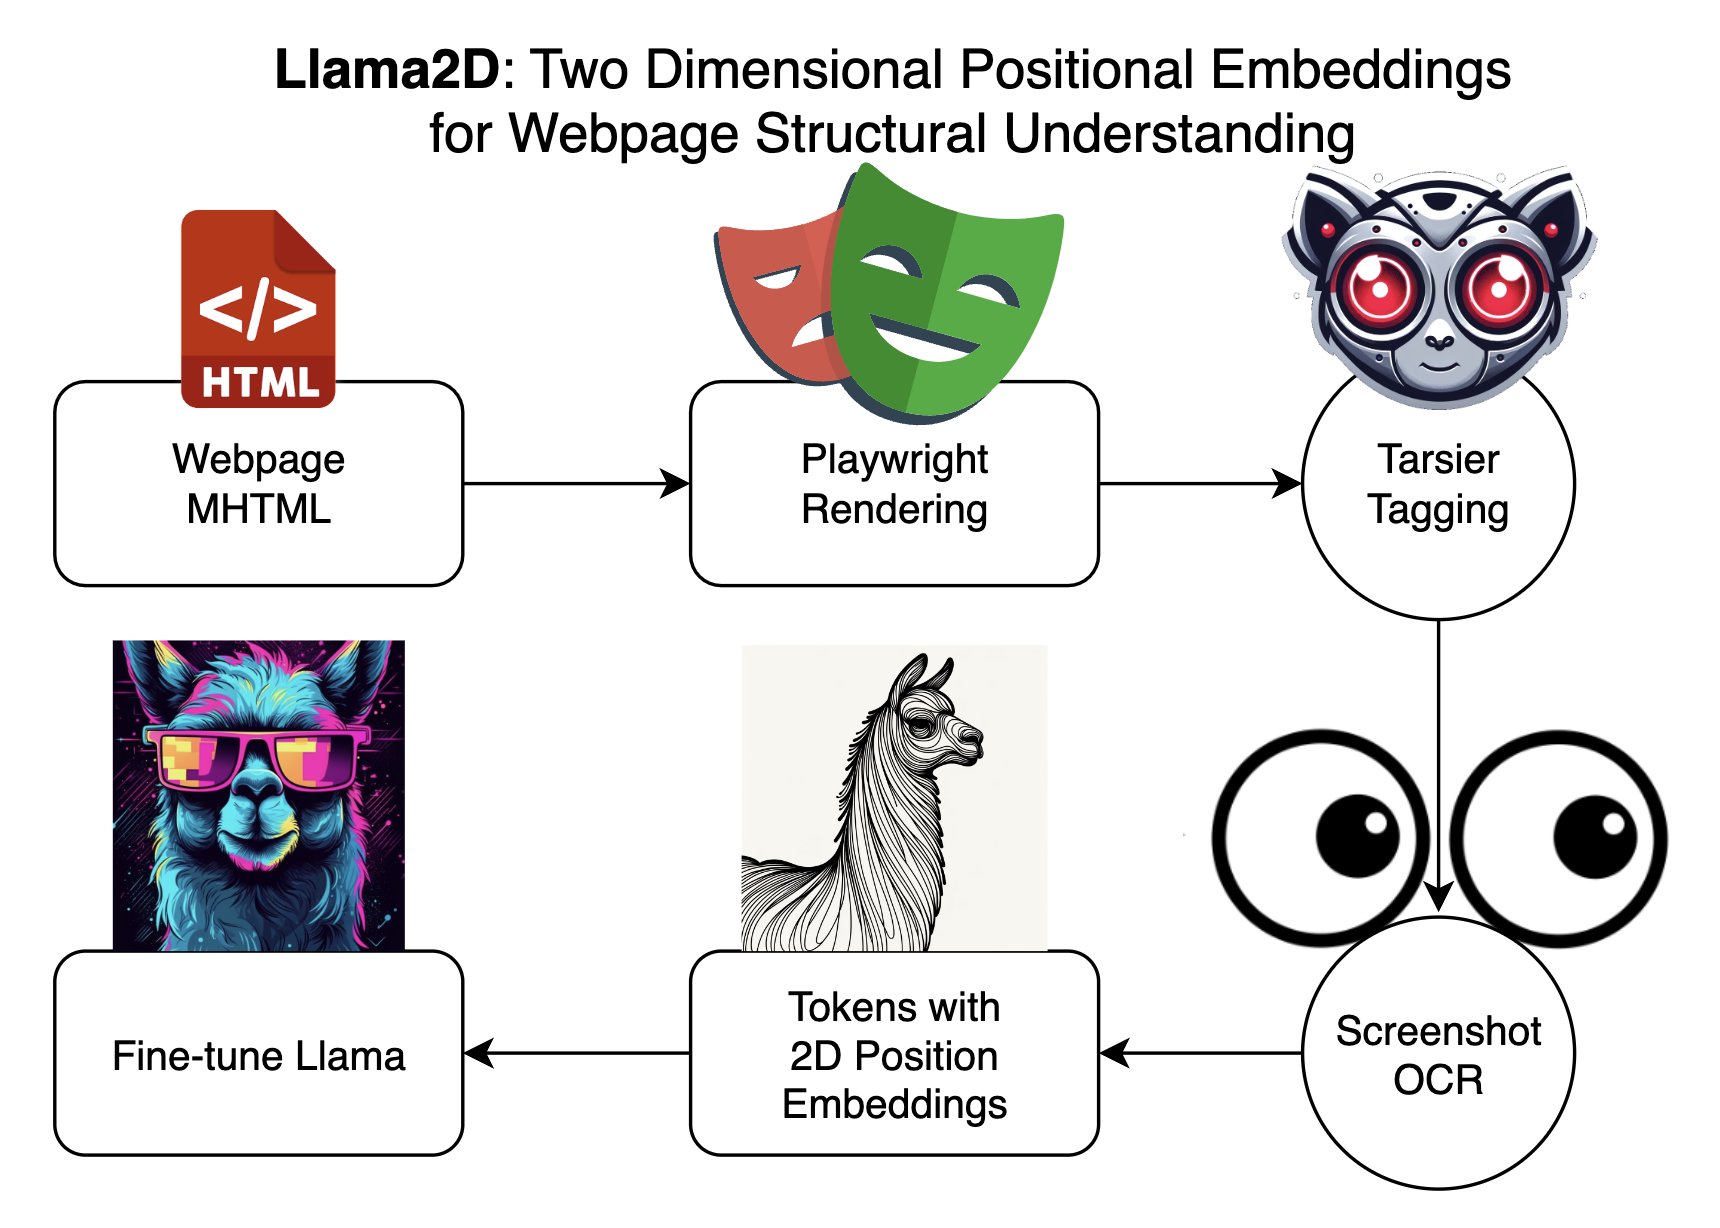 Llama2D: Two Dimensional Positional Embeddings
for Webpage Structural Understanding
</>
HTML
Webpage
MHTML
Playwright
Rendering
Tarsier
Tagging
Fine-tune Llama
Tokens with
2D Position
Embeddings
Screenshot
OCR